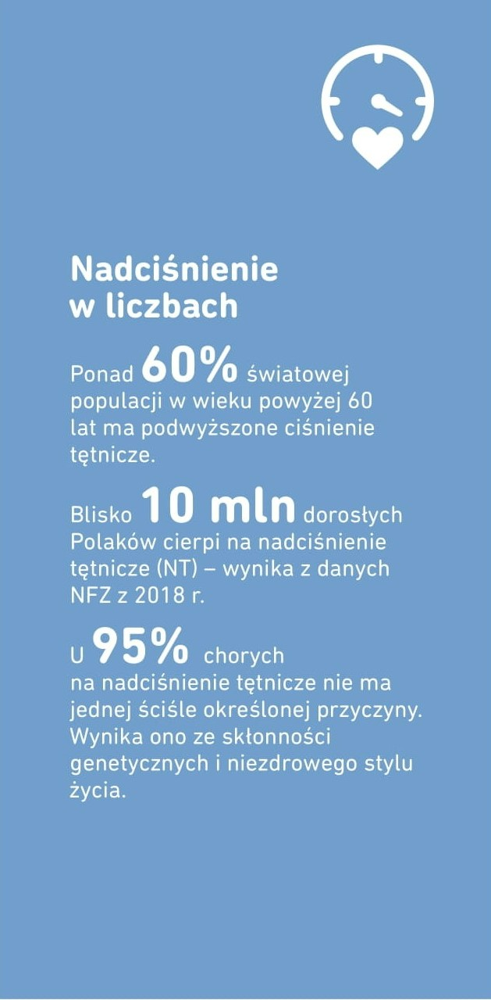 Nadciśnienie
w liczbach
Ponad 60% światowej
populacji w wieku powyżej 60
lat ma podwyższone ciśnienie
tętnicze.
Blisko 10 mln dorosłych
Polaków cierpi na nadciśnienie
tętnicze (NT) – wynika z danych
NFZ z 2018 r.
U 95% chorych
na nadciśnienie tętnicze nie ma
jednej ściśle określonej przyczyny.
Wynika ono ze skłonności
genetycznych i niezdrowego stylu
życia.